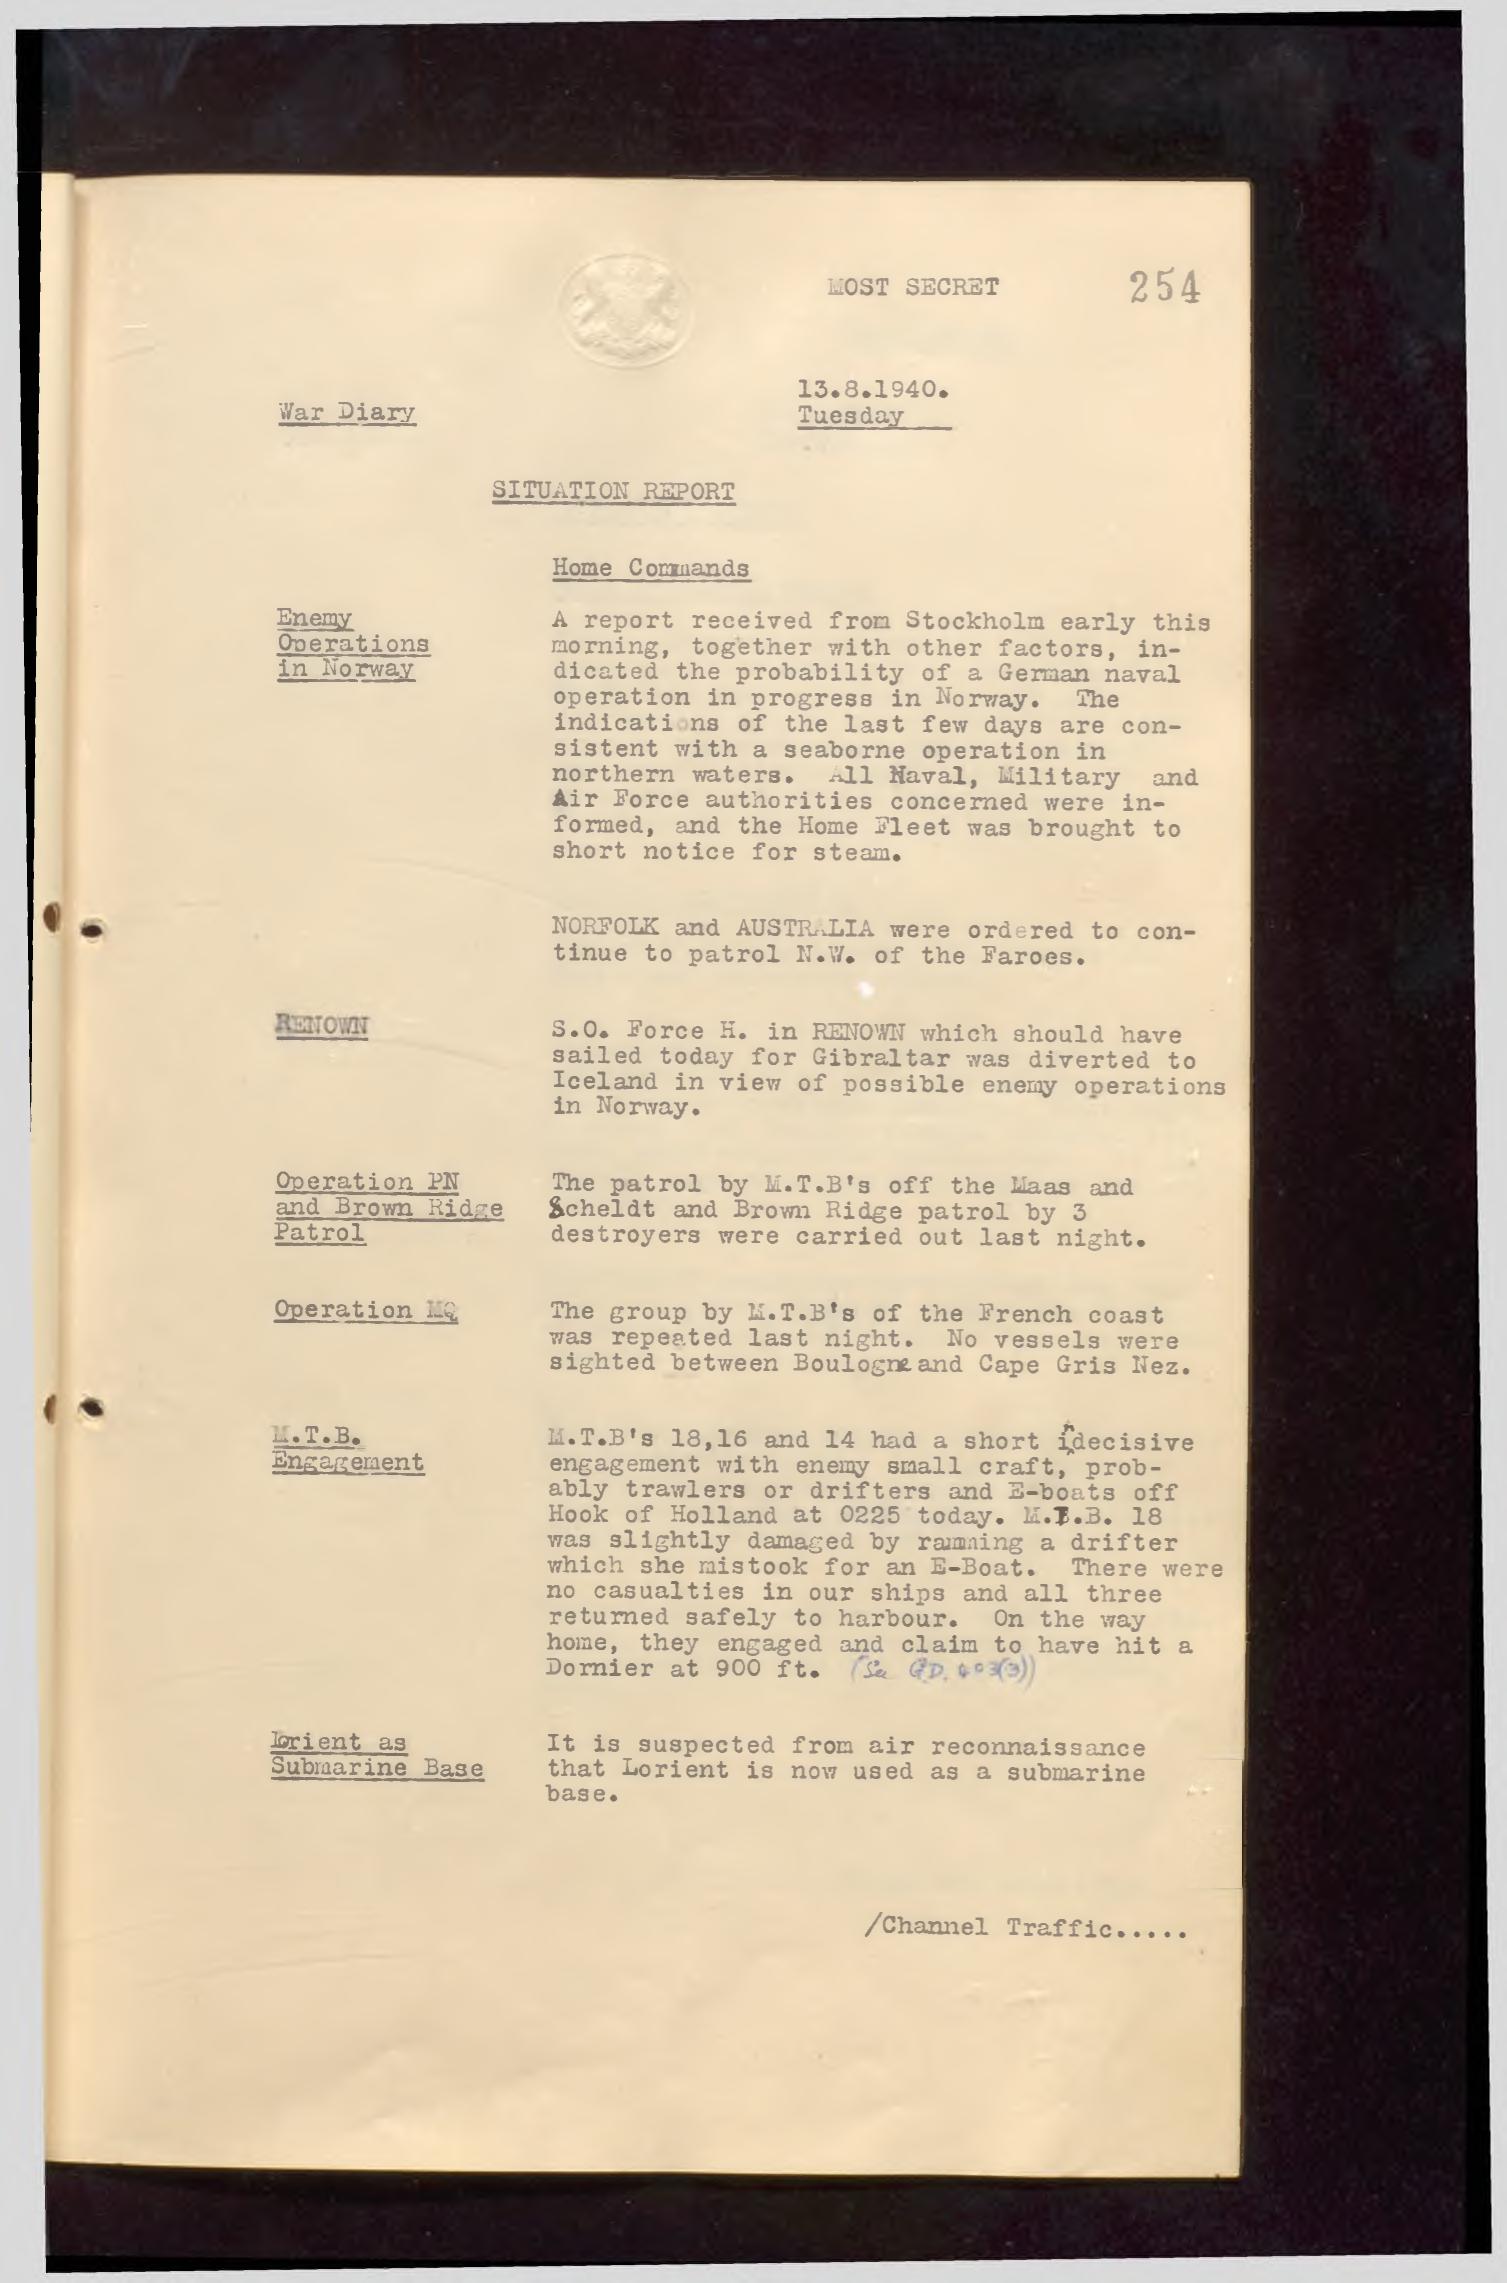 MOST SECRET 254
13.8.1940.
War Diary Tuesday
SITUATION REPORT
Home Commands
Enemy
Operations
in Norway
A report received from Stockholm early this
morning, together with other factors, in-
dicated the probability of a German naval
operation in progress in Norway. The
indications of the last few days are con-
sistent with a seaborne operation in
northern waters. All Naval, Military and
Air Force authorities concerned were in-
formed, and the Home Fleet was brought to
short notice for steam.
NORFOLK and AUSTRALIA were ordered to con-
tinue to patrol N.W. of the Faroes.
RENOWN
S.O. Force H. in RENOWN which should have
sailed today for Gibraltar was diverted to
Iceland in view of possible enemy operations
in Norway.
Operation PN
and Brown Ridge
Patrol
The patrol by M.T.B's off the Maas and
Scheldt and Brown Ridge patrol by 3
destroyers were carried out last night.
Operation MQ
The group by M.T.B's of the French coast
was repeated last night. No vessels were
sighted between Boulogne and Cape Gris Nez.
M.T.B.
Engagement
M.T.B's 18,16 and 14 had a short indecisive
engagement with enemy small craft, prob-
ably trawlers or drifters and E-boats off
Hook of Holland at 0225 today. M.T.B. 18
was slightly damaged by ramming a drifter
which she mistook for an E-Boat. There were
no casualties in our ships and all three
returned safely to harbour. On the way
home, they engaged and claim to have hit a
Dornier at 900 ft. (See
Lorient as
Submarine Base
It is suspected from air reconnaissance
that Lorient is now used as a submarine
base.
/Channel Traffic.....